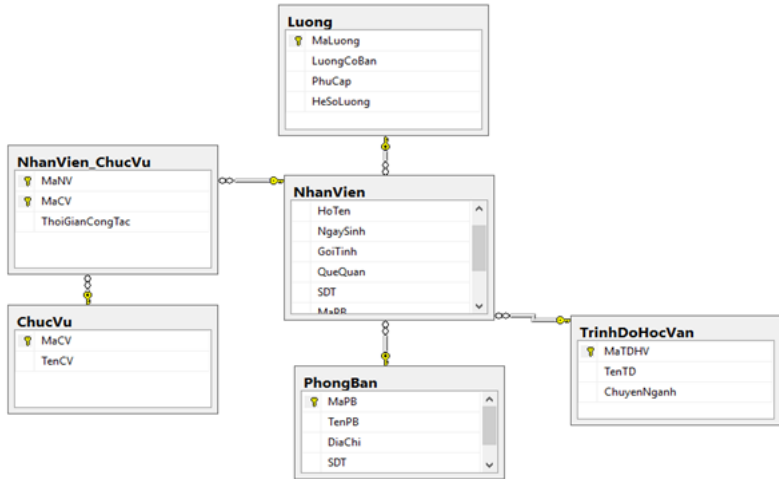 Luong
MaLuong
LuongCoBan
PhuCap
HeSoLuong
NhanVien_ChucVu
MaNV
MaCV
ThoiGianCongTac
NhanVien
HoTen
NgaySinh
GoiTinh
QueQuan
SDT
MaPB
ChucVu
MaCV
TenCV
TrinhDoHocVan
MaTDHV
TenTD
ChuyenNganh
PhongBan
MaPB
TenPB
DiaChi
SDT